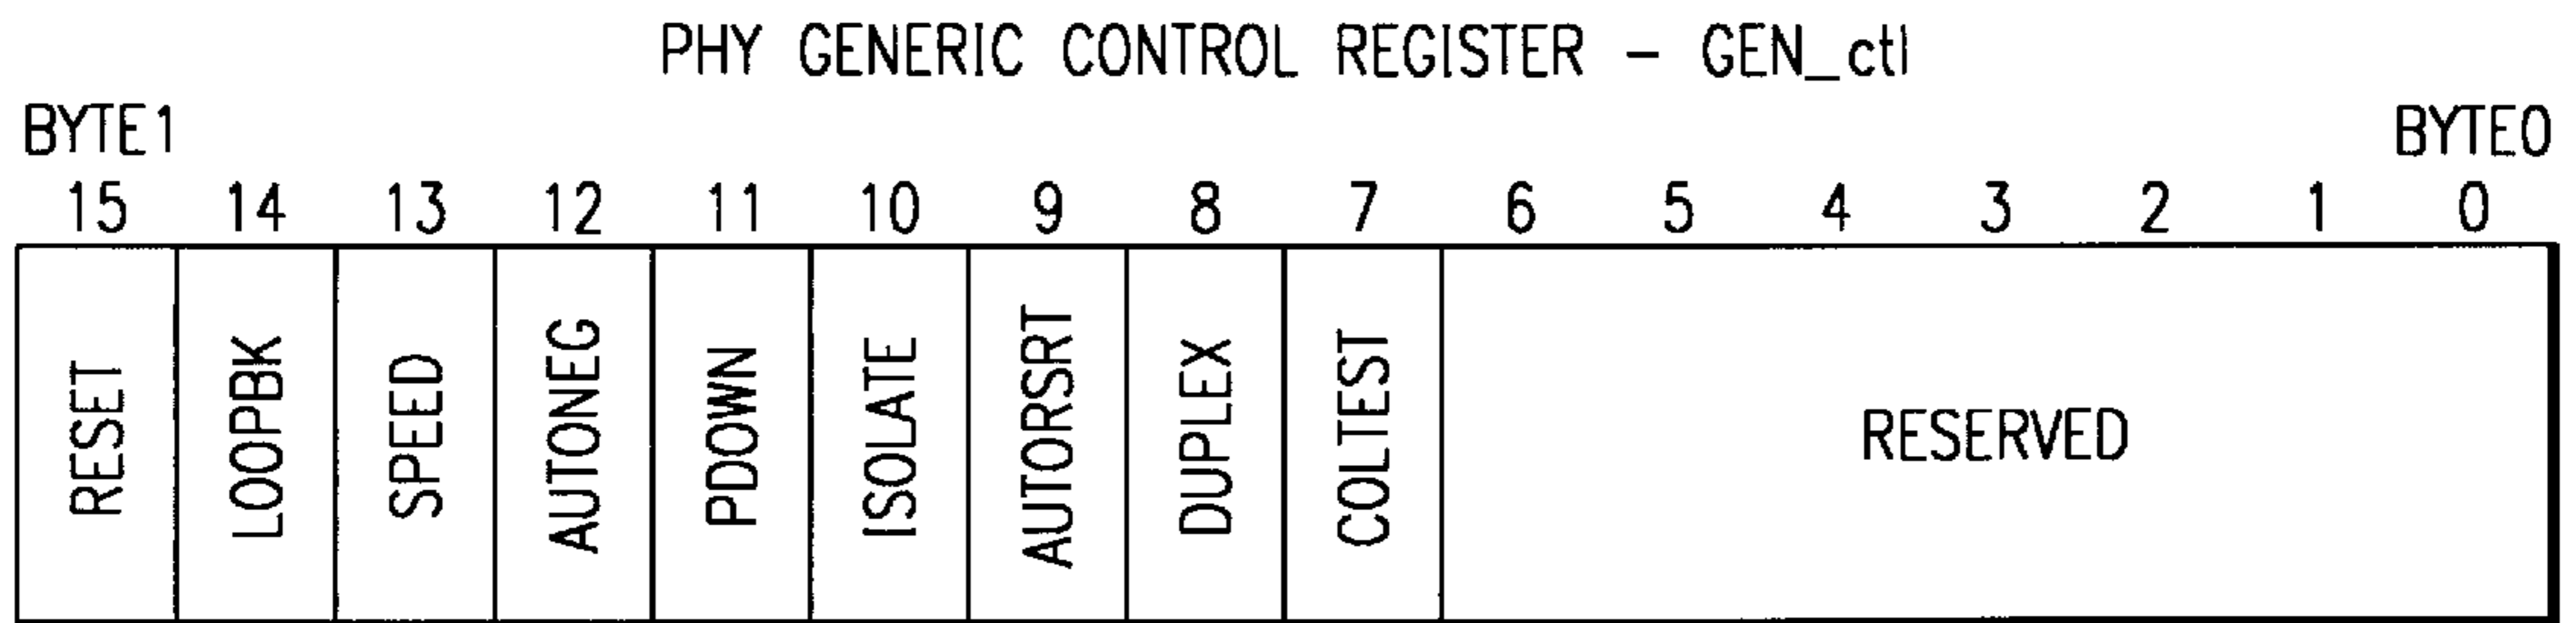 PHY GENERIC CONTROL REGISTER - GEN_ctl
BYTE1 BYTE0
15 14 13 12 11 10 9 8 7 6 5 4 3 2 1 0
RESET LOOPBK SPEED AUTONEG PDOWN ISOLATE AUTORSRT DUPLEX COLTEST RESERVED